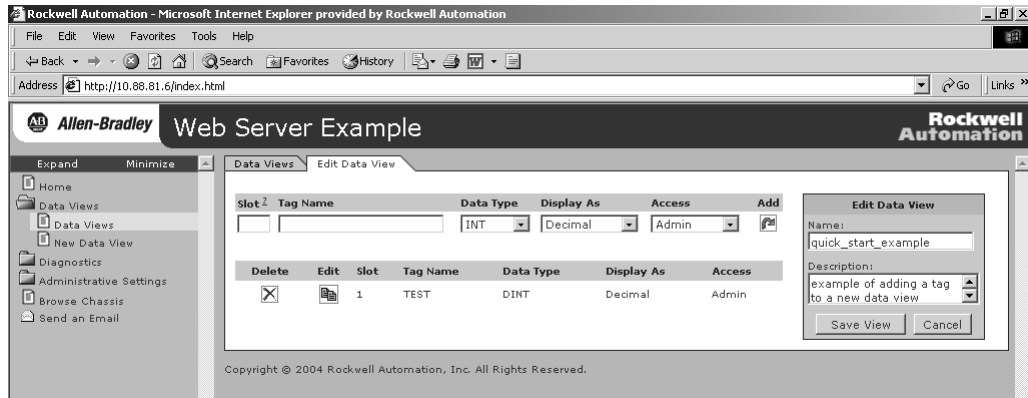 Rockwell Automation - Microsoft Internet Explorer provided by Rockwell Automation
File Edit View Favorites Tools Help
Back Search Favorites History
Address http://10.88.81.6/index.html Go Links »
AB Allen-Bradley Web Server Example Rockwell Automation
Expand Minimize
Home
Data Views
Data Views
New Data View
Diagnostics
Administrative Settings
Browse Chassis
Send an Email
Data Views Edit Data View
Slot ? Tag Name Data Type Display As Access Add
INT Decimal Admin
Delete Edit Slot Tag Name Data Type Display As Access
1 TEST DINT Decimal Admin
Edit Data View
Name:
quick_start_example
Description:
example of adding a tag
to a new data view
Save View Cancel
Copyright © 2004 Rockwell Automation, Inc. All Rights Reserved.